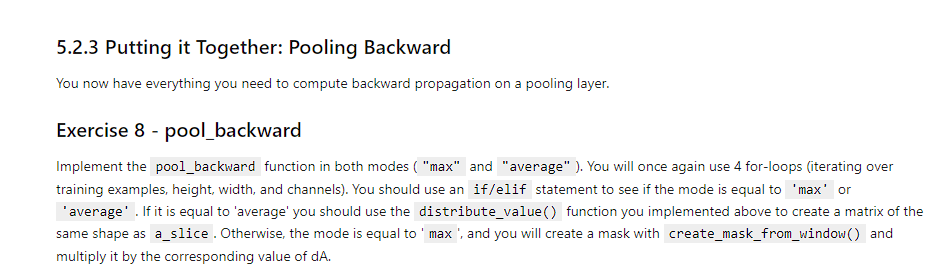 5.2.3 Putting it Together: Pooling Backward
You now have everything you need to compute backward propagation on a pooling layer.
Exercise 8 - pool_backward
Implement the pool_backward function in both modes ( "max" and "average" ). You will once again use 4 for-loops (iterating over
training examples, height, width, and channels). You should use an if/elif statement to see if the mode is equal to 'max' or
'average' . If it is equal to 'average' you should use the distribute_value() function you implemented above to create a matrix of the
same shape as a_slice . Otherwise, the mode is equal to ' max ', and you will create a mask with create_mask_from_window() and
multiply it by the corresponding value of dA.